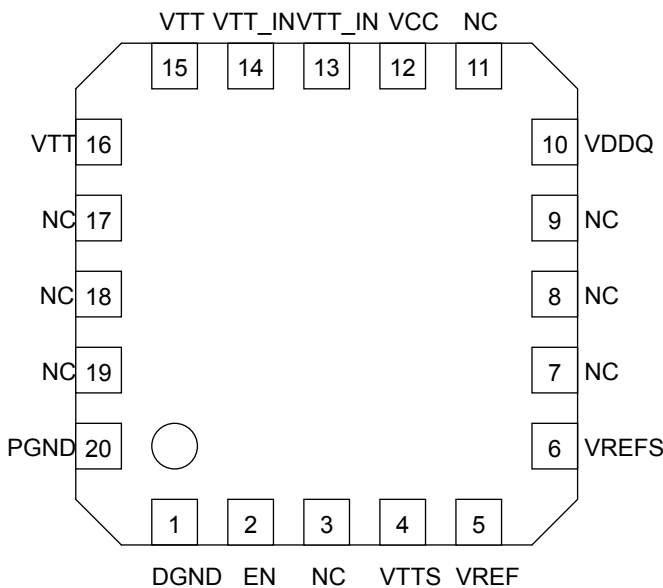 VTT VTT_IN VTT_IN VCC NC
15 14 13 12 11
VTT 16 10 VDDQ
NC 17 9 NC
NC 18 8 NC
NC 19 7 NC
PGND 20 6 VREFS
1 2 3 4 5
DGND EN NC VTTS VREF